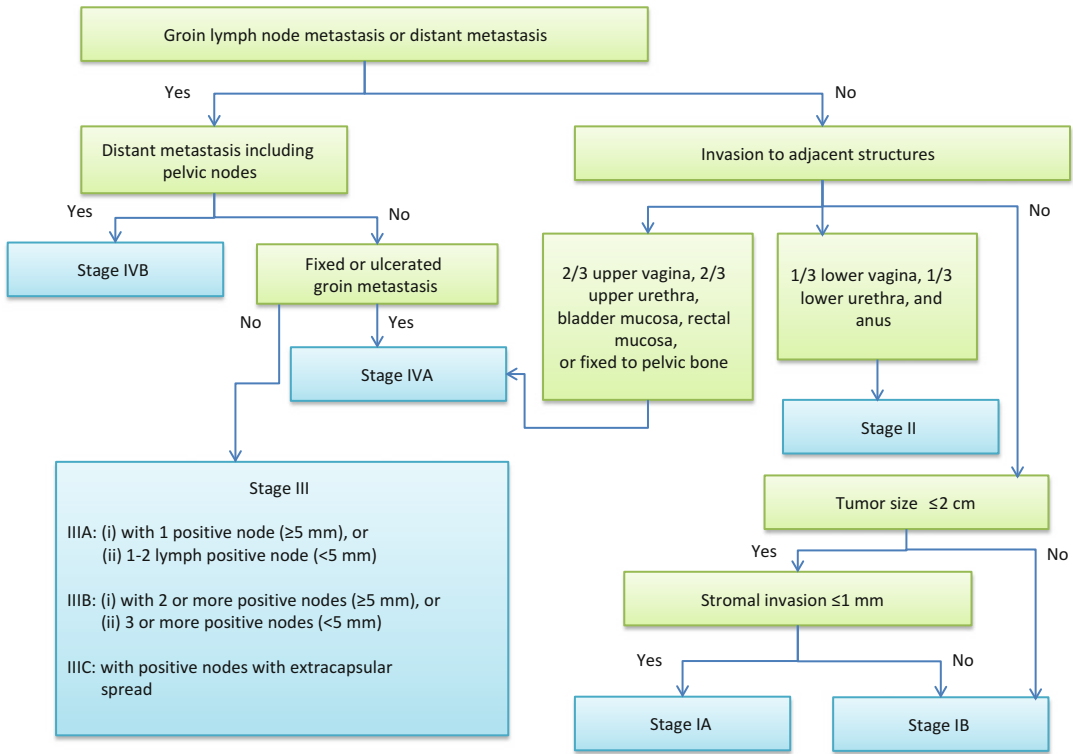 Groin lymph node metastasis or distant metastasis
Yes
No
Distant metastasis including
pelvic nodes
Invasion to adjacent structures
Yes
No
No
Stage IVB
Fixed or ulcerated
groin metastasis
2/3 upper vagina, 2/3
upper urethra,
bladder mucosa, rectal
mucosa,
or fixed to pelvic bone
1/3 lower vagina, 1/3
lower urethra, and
anus
No
Yes
Stage IVA
Stage II
Stage III
IIIA: (i) with 1 positive node (≥5 mm), or
(ii) 1-2 lymph positive node (<5 mm)
IIIB: (i) with 2 or more positive nodes (≥5 mm), or
(ii) 3 or more positive nodes (<5 mm)
IIIC: with positive nodes with extracapsular
spread
Tumor size ≤2 cm
Yes
No
Stromal invasion ≤1 mm
Yes
No
Stage IA
Stage IB